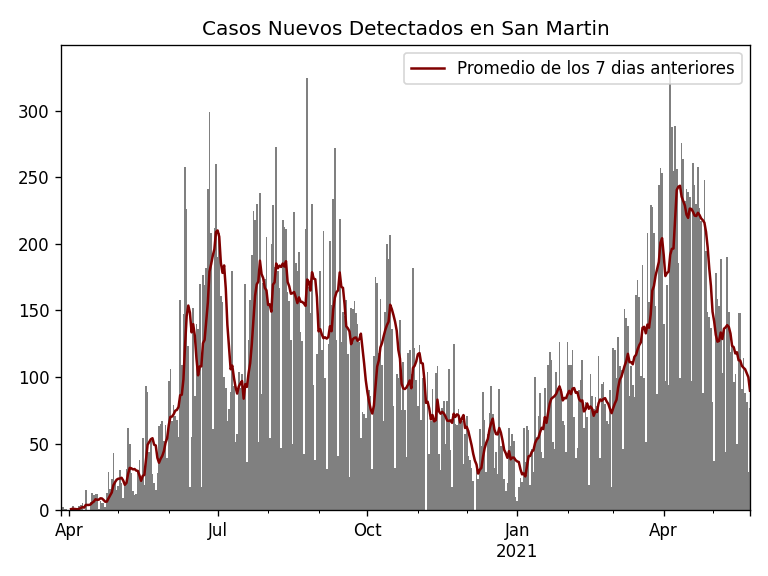 Casos Nuevos Detectados en San Martin
Promedio de los 7 dias anteriores
300
250
200
150
100
50
0
Apr
Jul
Oct
Jan
Apr
2021